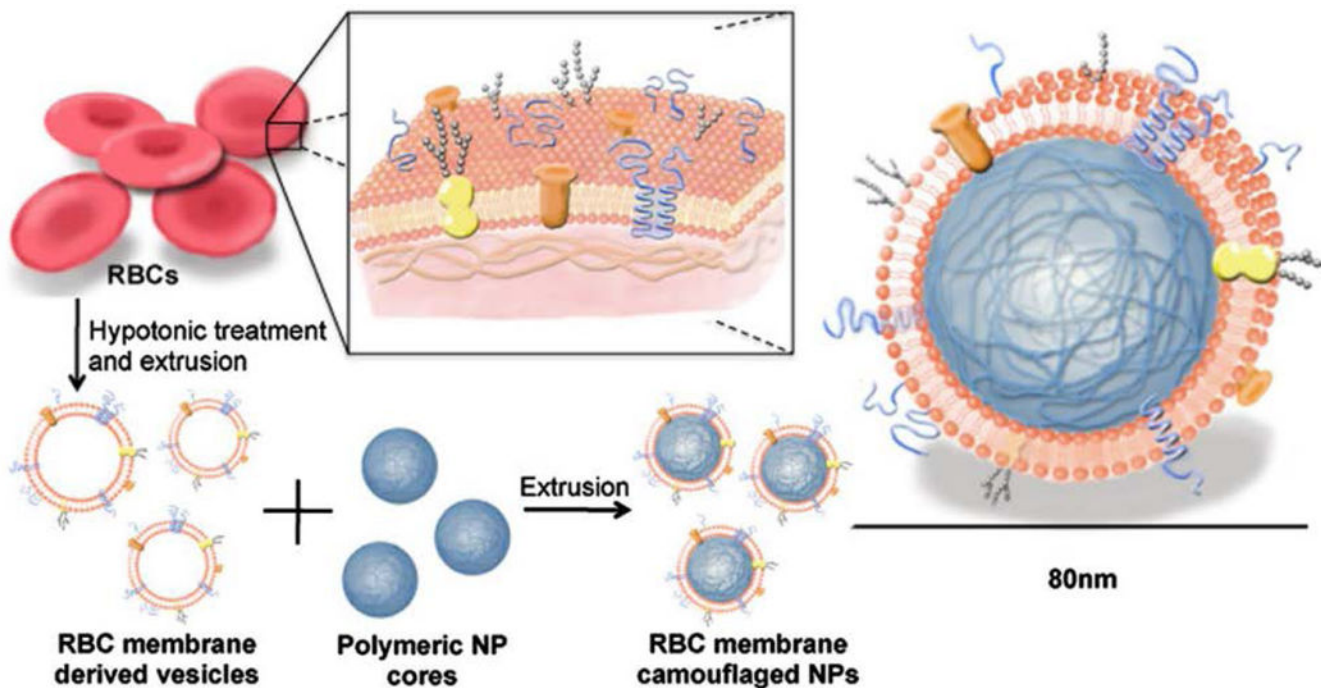 RBCs
Hypotonic treatment
and extrusion
Extrusion
80nm
RBC membrane
derived vesicles
Polymeric NP
cores
RBC membrane
camouflaged NPs